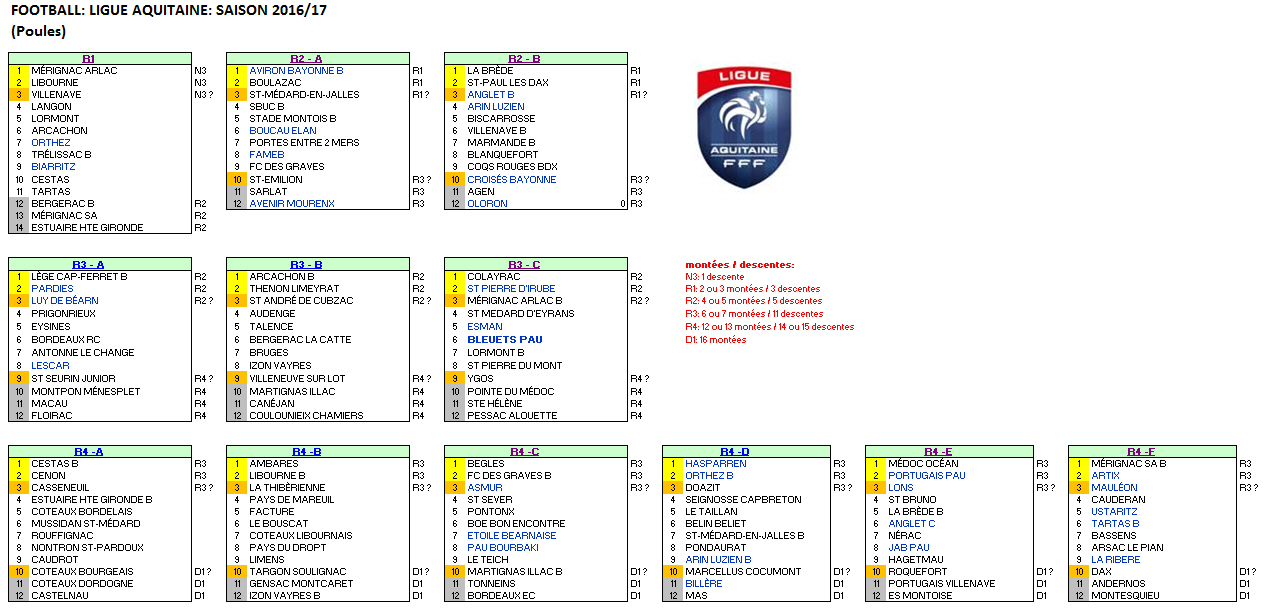 FOOTBALL: LIGUE AQUITAINE: SAISON 2016/17
(Poules)
R1
1 MÉRIGNAC ARLAC N3
2 LIBOURNE N3
3 VILLENAVE N3 ?
4 LANGON
5 LORMONT
6 ARCACHON
7 ORTHEZ
8 TRÉLISSAC B
9 BIARRITZ
10 CESTAS
11 TARTAS
12 BERGERAC B R2
13 MÉRIGNAC SA R2
14 ESTUAIRE HTE GIRONDE R2
R2 - A
1 AVIRON BAYONNE B R1
2 BOULAZAC R1
3 ST-MÉDARD-EN-JALLES R1 ?
4 SBUC B
5 STADE MONTOIS B
6 BOUCAU ELAN
7 PORTES ENTRE 2 MERS
8 FAMEB
9 FC DES GRAVES
10 ST-EMILION R3 ?
11 SARLAT R3
12 AVENIR MOURENX R3
R2 - B
1 LA BRÈDE R1
2 ST-PAUL LES DAX R1
3 ANGLET B R1 ?
4 ARIN LUZIEN
5 BISCARROSSE
6 VILLENAVE B
7 MARMANDE B
8 BLANQUEFORT
9 COQS ROUGES BDX
10 CROISÉS BAYONNE R3 ?
11 AGEN R3
12 OLORON 0 R3
LIGUE
AQUITAINE
FFF
R3 - A
1 LÈGE CAP-FERRET B R2
2 PARDIES R2
3 LUY DE BÉARN R2 ?
4 PRIGONRIEUX
5 EYSINES
6 BORDEAUX RC
7 ANTONNE LE CHANGE
8 LESCAR
9 ST SEURIN JUNIOR R4 ?
10 MONTPON MÉNESPLET R4
11 MACAU R4
12 FLOIRAC R4
R3 - B
1 ARCACHON B R2
2 THENON LIMEYRAT R2
3 ST ANDRÉ DE CUBZAC R2 ?
4 AUDENGE
5 TALENCE
6 BERGERAC LA CATTE
7 BRUGES
8 IZON VAYRES
9 VILLENEUVE SUR LOT R4 ?
10 MARTIGNAS ILLAC R4
11 CANÉJAN R4
12 COULOUNIEIX CHAMIERS R4
R3 - C
1 COLAYRAC R2
2 ST PIERRE D'IRUBE R2
3 MÉRIGNAC ARLAC B R2 ?
4 ST MEDARD D'EYRANS
5 ESMAN
6 BLEUETS PAU
7 LORMONT B
8 ST PIERRE DU MONT
9 YGOS R4 ?
10 POINTE DU MÉDOC R4
11 STE HÉLÈNE R4
12 PESSAC ALOUETTE R4
montées / descentes:
N3: 1 descente
R1: 2 ou 3 montées / 3 descentes
R2: 4 ou 5 montées / 5 descentes
R3: 6 ou 7 montées / 11 descentes
R4: 12 ou 13 montées / 14 ou 15 descentes
D1: 16 montées
R4 -A
1 CESTAS B R3
2 CENON R3
3 CASSENEUIL R3 ?
4 ESTUAIRE HTE GIRONDE B
5 COTEAUX BORDELAIS
6 MUSSIDAN ST-MÉDARD
7 ROUFFIGNAC
8 NONTRON ST-PARDOUX
9 CAUDROT
10 COTEAUX BOURGEOIS D1 ?
11 COTEAUX DORDOGNE D1
12 CASTELNAU D1
R4 -B
1 AMBARES R3
2 LIBOURNE B R3
3 LA THIBÉRIENNE R3 ?
4 PAYS DE MAREUIL
5 FACTURE
6 LE BOUSCAT
7 COTEAUX LIBOURNAIS
8 PAYS DU DROPT
9 LIMENS
10 TARGON SOULIGNAC D1 ?
11 GENSAC MONTCARET D1
12 IZON VAYRES B D1
R4 -C
1 BEGLES R3
2 FC DES GRAVES B R3
3 ASMUR R3 ?
4 ST SEVER
5 PONTONX
6 BOE BON ENCONTRE
7 ETOILE BEARNAISE
8 PAU BOURBAKI
9 LE TEICH
10 MARTIGNAS ILLAC B D1 ?
11 TONNEINS D1
12 BORDEAUX EC D1
R4 -D
1 HASPARREN R3
2 ORTHEZ B R3
3 DOAZIT R3 ?
4 SEIGNOSSE CAPBRETON
5 LE TAILLAN
6 BELIN BELIET
7 ST-MÉDARD-EN-JALLES B
8 PONDAURAT
9 ARIN LUZIEN B
10 MARCELLUS COCUMONT D1 ?
11 BILLÈRE D1
12 MAS D1
R4 -E
1 MÉDOC OCÉAN R3
2 PORTUGAIS PAU R3
3 LONS R3 ?
4 ST BRUNO
5 LA BRÈDE B
6 ANGLET C
7 NÉRAC
8 JAB PAU
9 HAGETMAU
10 ROQUEFORT D1 ?
11 PORTUGAIS VILLENAVE D1
12 ES MONTOISE D1
R4 -F
1 MÉRIGNAC SA B R3
2 ARTIX R3
3 MAULÉON R3 ?
4 CAUDERAN
5 USTARITZ
6 TARTAS B
7 BASSENS
8 ARSAC LE PIAN
9 LA RIBERE
10 DAX D1 ?
11 ANDERNOS D1
12 MONTESQUIEU D1